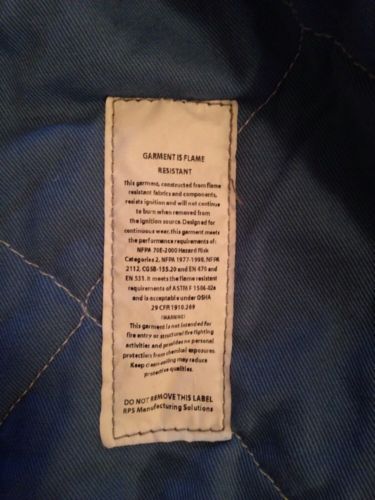 GARMENT IS FLAME
RESISTANT
This garment, constructed from flame
resistant fabrics and components,
resists ignition and will not continue
to burn when removed from
the ignition source. Designed for
continuous wear, this garment meets
the performance requirements of:
NFPA 70E-2000 Hazard Risk
Categories 2, NFPA 1977-1998, NFPA
2112, CGSB-155.20 and EN 470 and
EN 531. It meets the flame resistant
requirements of ASTM F 1506-02a
and is acceptable under OSHA
29 CFR 1910.269
(WARNING)
This garment is not intended for
fire entry or structural fire fighting
activities and provides no personal
protection from chemical exposures.
Keep clean soiling may reduce
protective qualities.
DO NOT REMOVE THIS LABEL
RPS Manufacturing Solutions